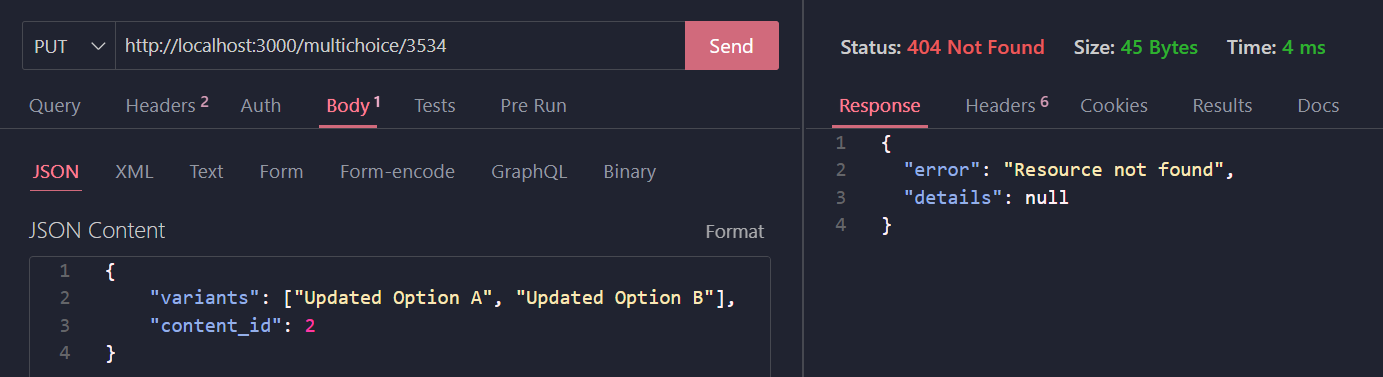 PUT http://localhost:3000/multichoice/3534 Send
Query Headers 2 Auth Body 1 Tests Pre Run
JSON XML Text Form Form-encode GraphQL Binary
JSON Content Format
1 {
2 "variants": ["Updated Option A", "Updated Option B"],
3 "content_id": 2
4 }
Status: 404 Not Found Size: 45 Bytes Time: 4 ms
Response Headers 6 Cookies Results Docs
1 {
2 "error": "Resource not found",
3 "details": null
4 }